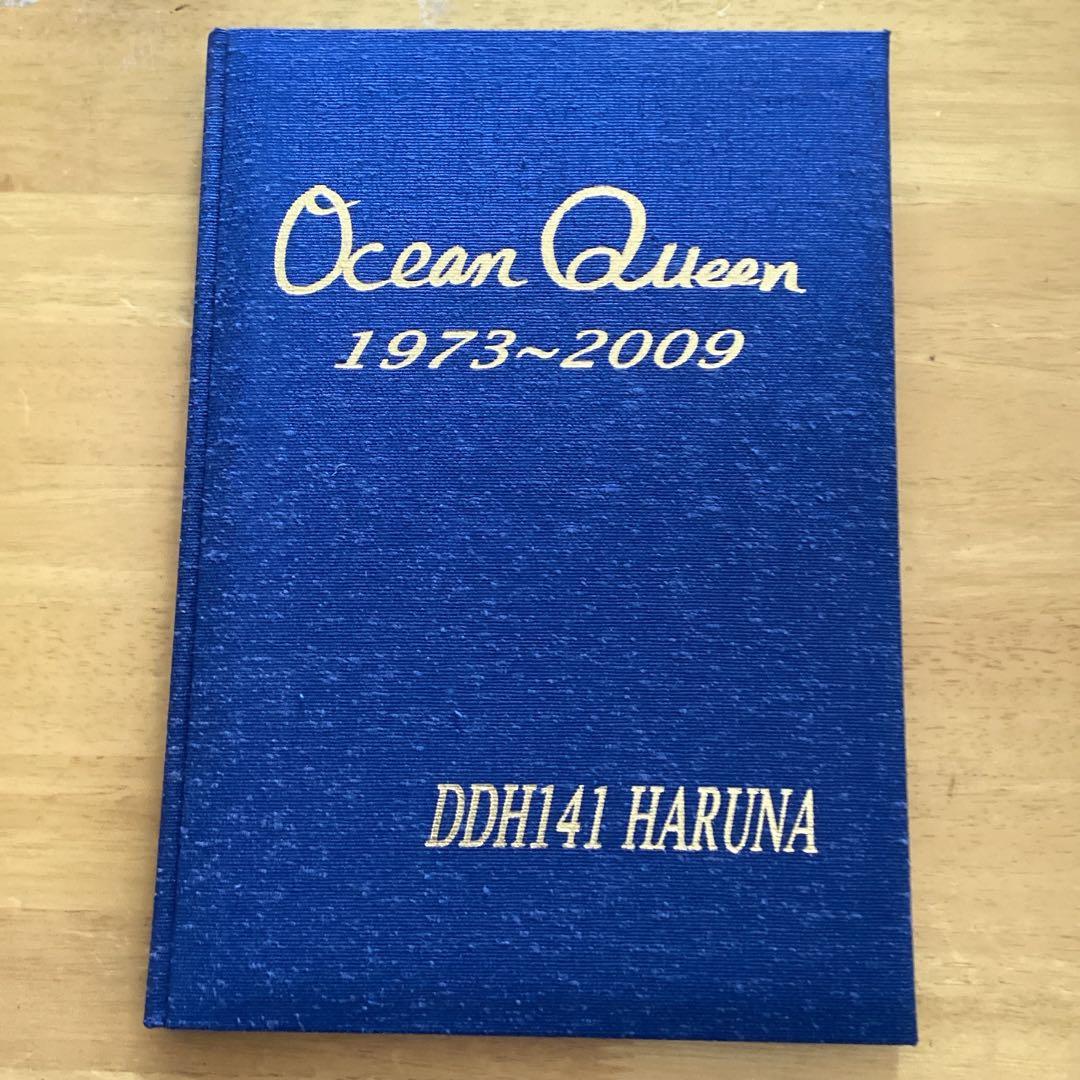 Ocean Queen
1973~2009
DDH141 HARUNA